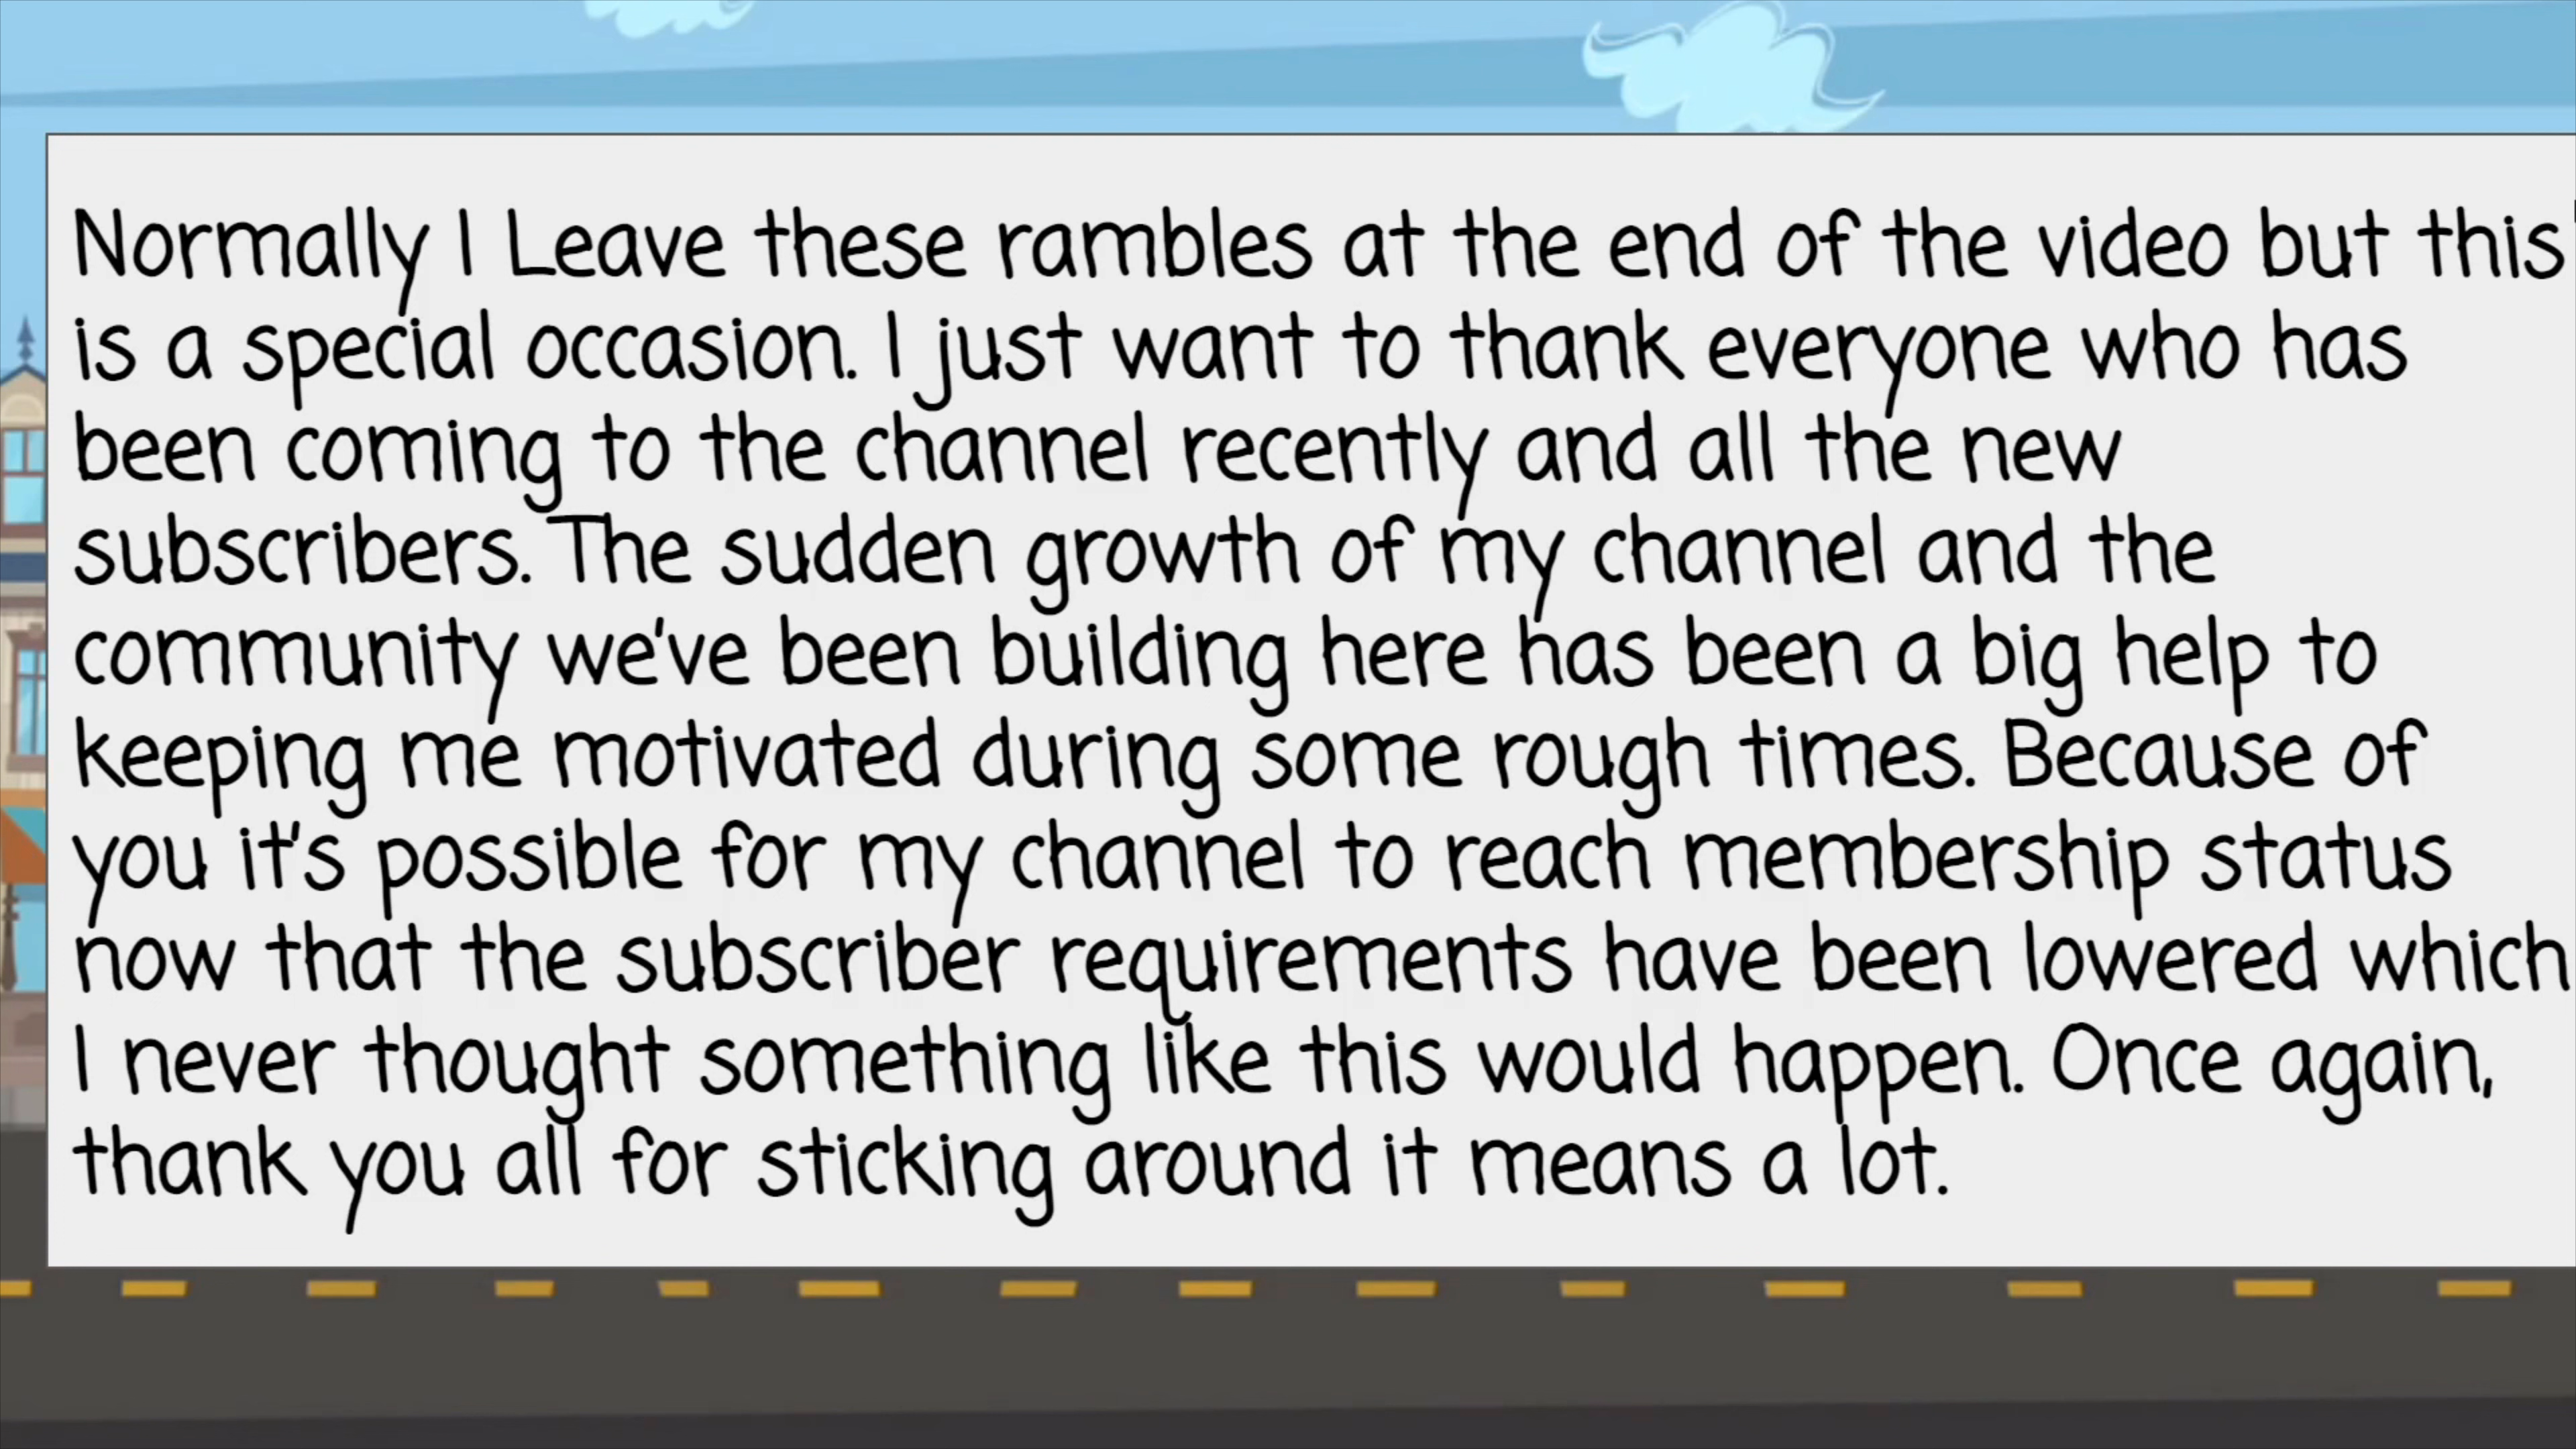 Normally I Leave these rambles at the end of the video but this
is a special occasion. I just want to thank everyone who has
been coming to the channel recently and all the new
subscribers. The sudden growth of my channel and the
community we've been building here has been a big help to
keeping me motivated during some rough times. Because of
you it's possible for my channel to reach membership status
now that the subscriber requirements have been lowered which
I never thought something like this would happen. Once again,
thank you all for sticking around it means a lot.